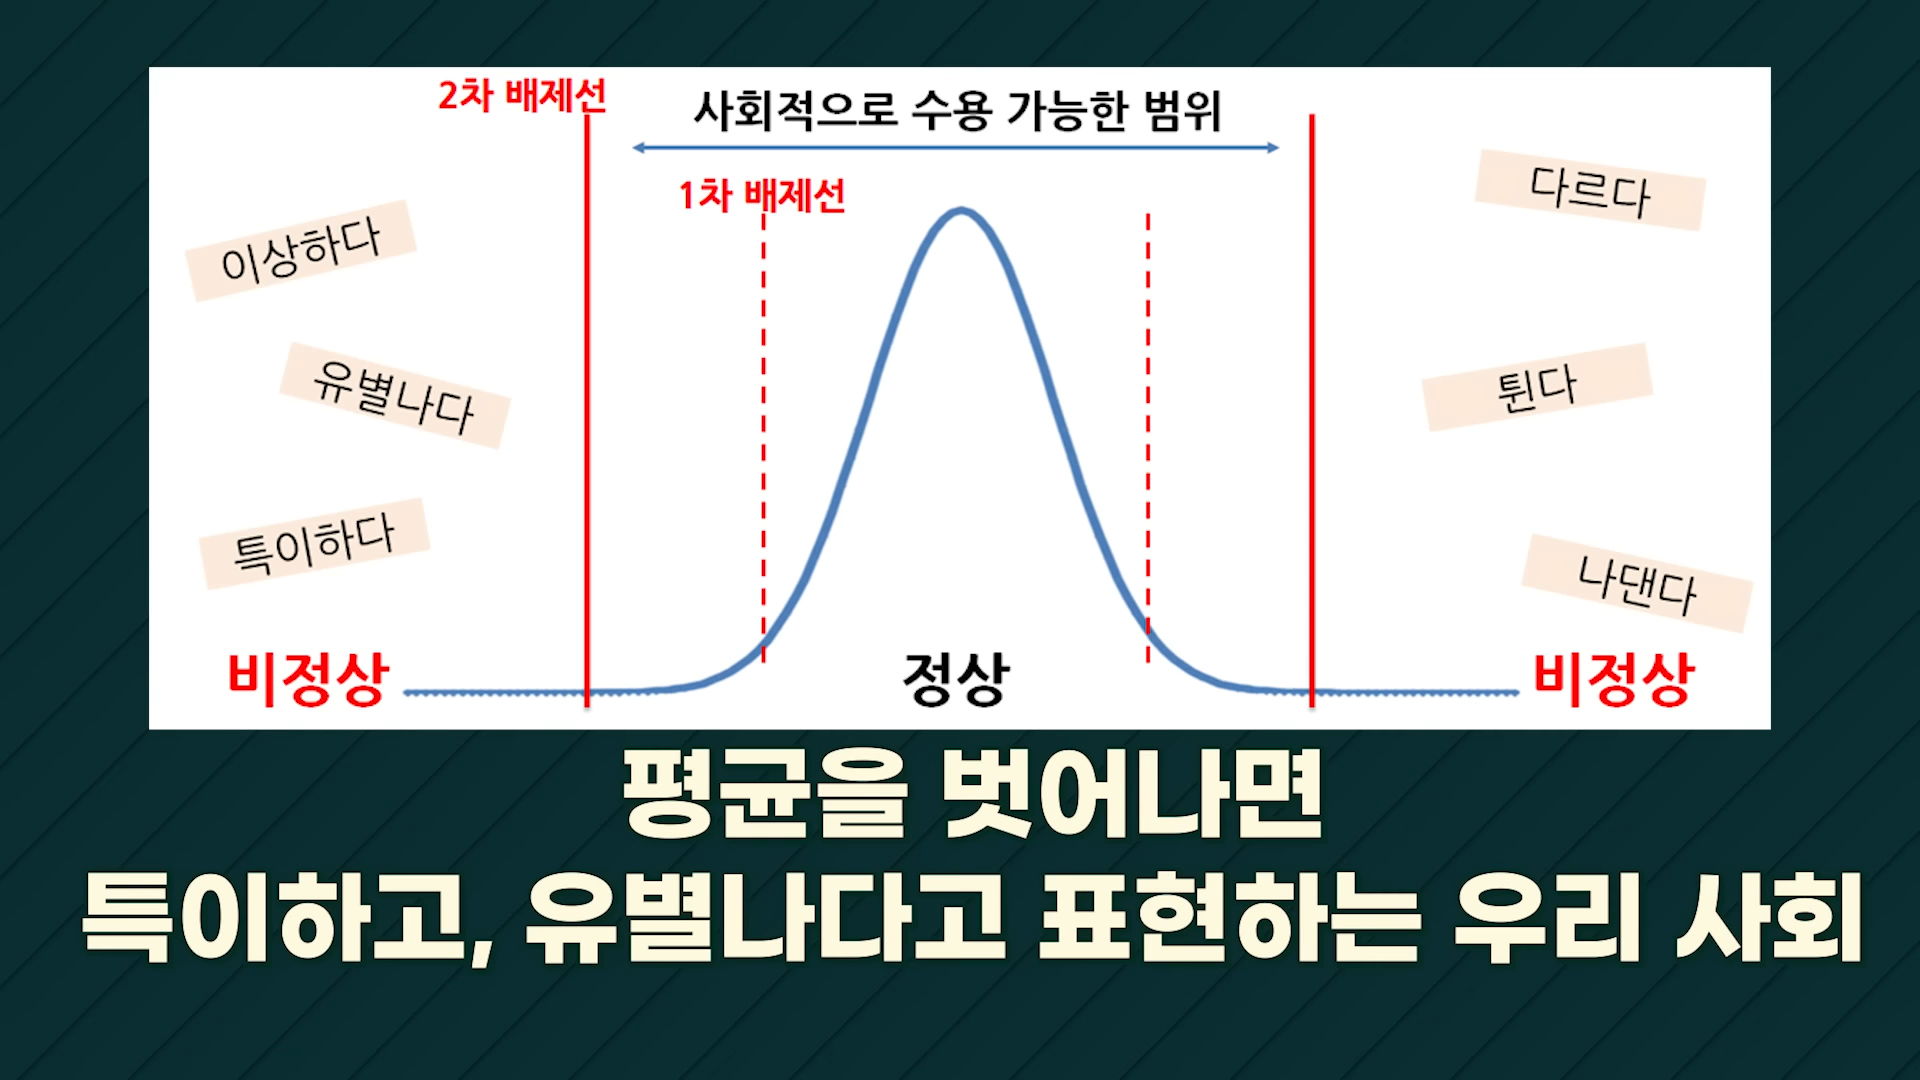 2차 배제선
사회적으로 수용 가능한 범위
1차 배제선
이상하다
유별나다
특이하다
다르다
튄다
나댄다
비정상
정상
비정상
평균을 벗어나면
특이하고, 유별나다고 표현하는 우리 사회